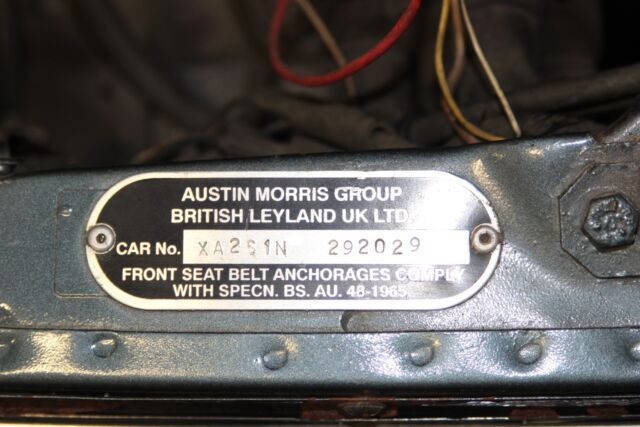 AUSTIN MORRIS GROUP
BRITISH LEYLAND UK LTD.
CAR No. XA2S1N 292029
FRONT SEAT BELT ANCHORAGES COMPLY
WITH SPECN. BS. AU. 48-1965